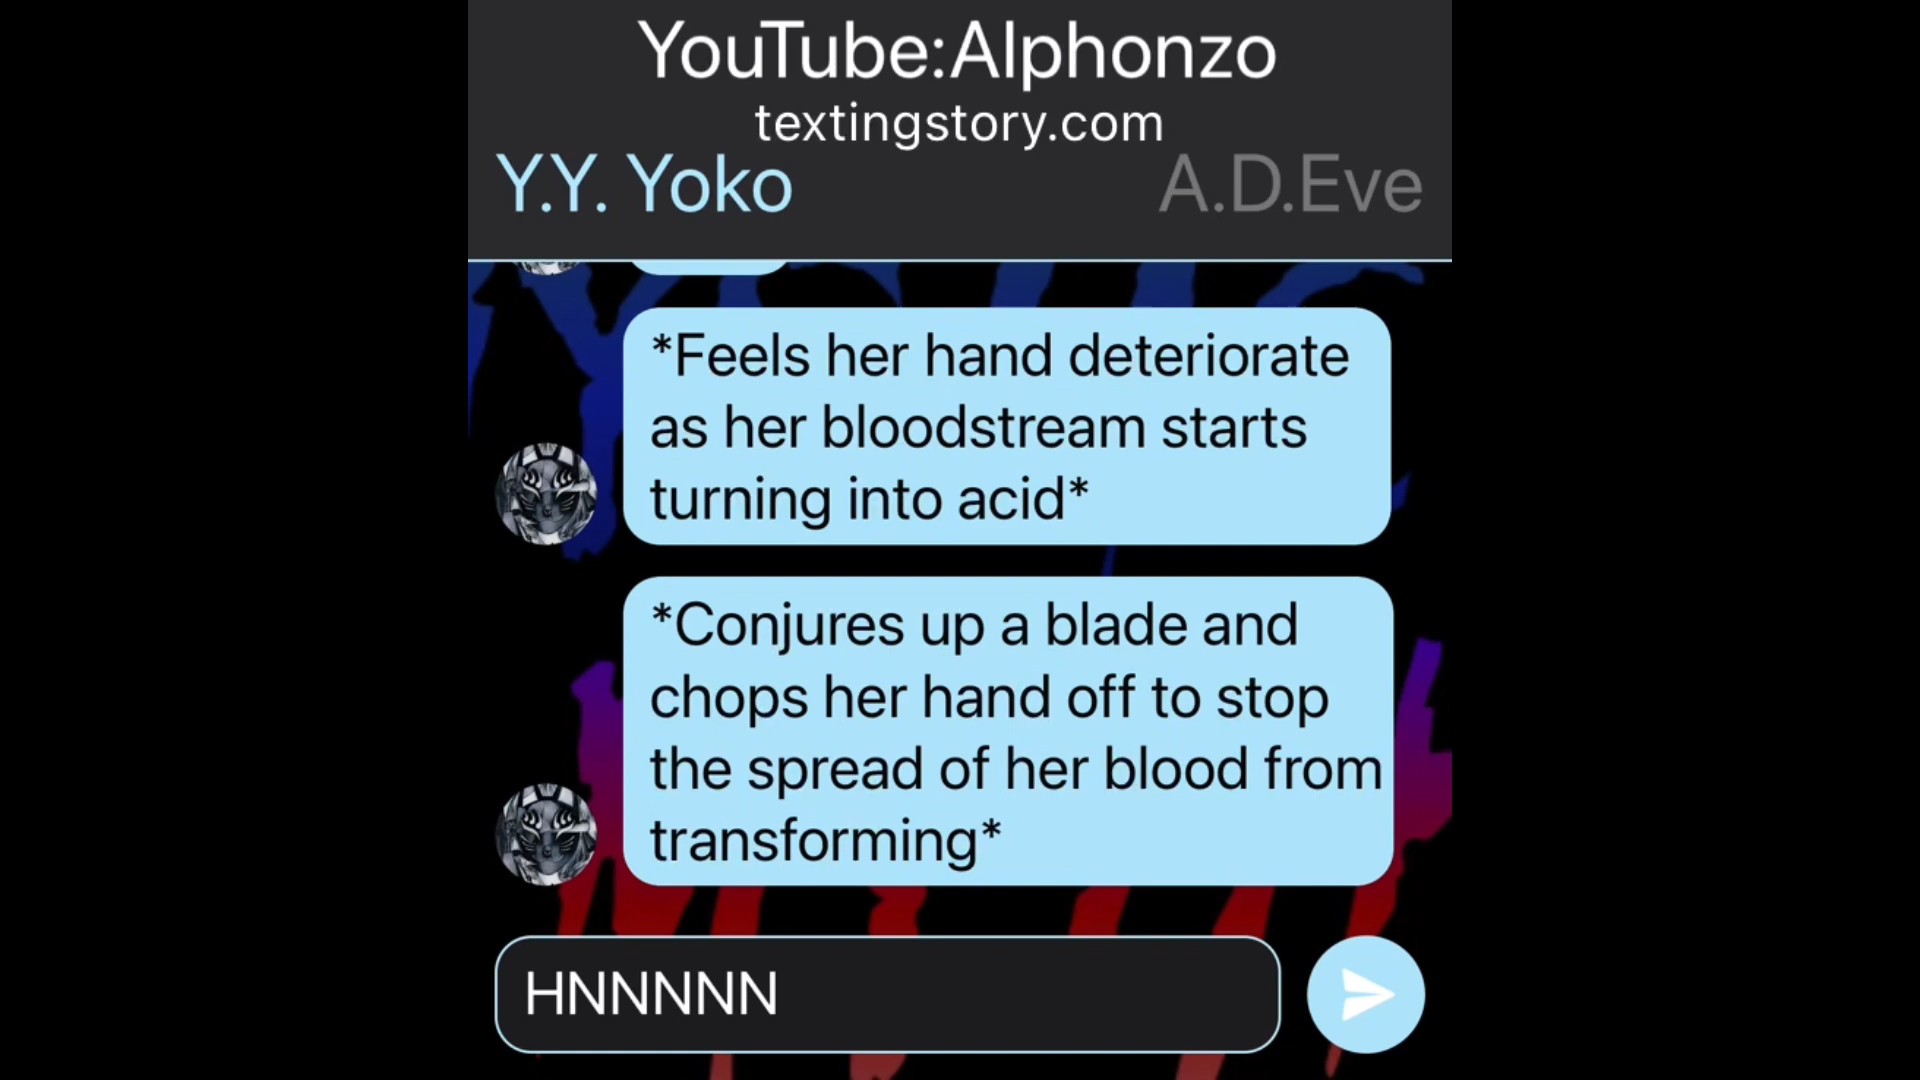 YouTube:Alphonzo
textingstory.com
Y.Y. Yoko A.D.Eve
*Feels her hand deteriorate
as her bloodstream starts
turning into acid*
*Conjures up a blade and
chops her hand off to stop
the spread of her blood from
transforming*
HNNNNN